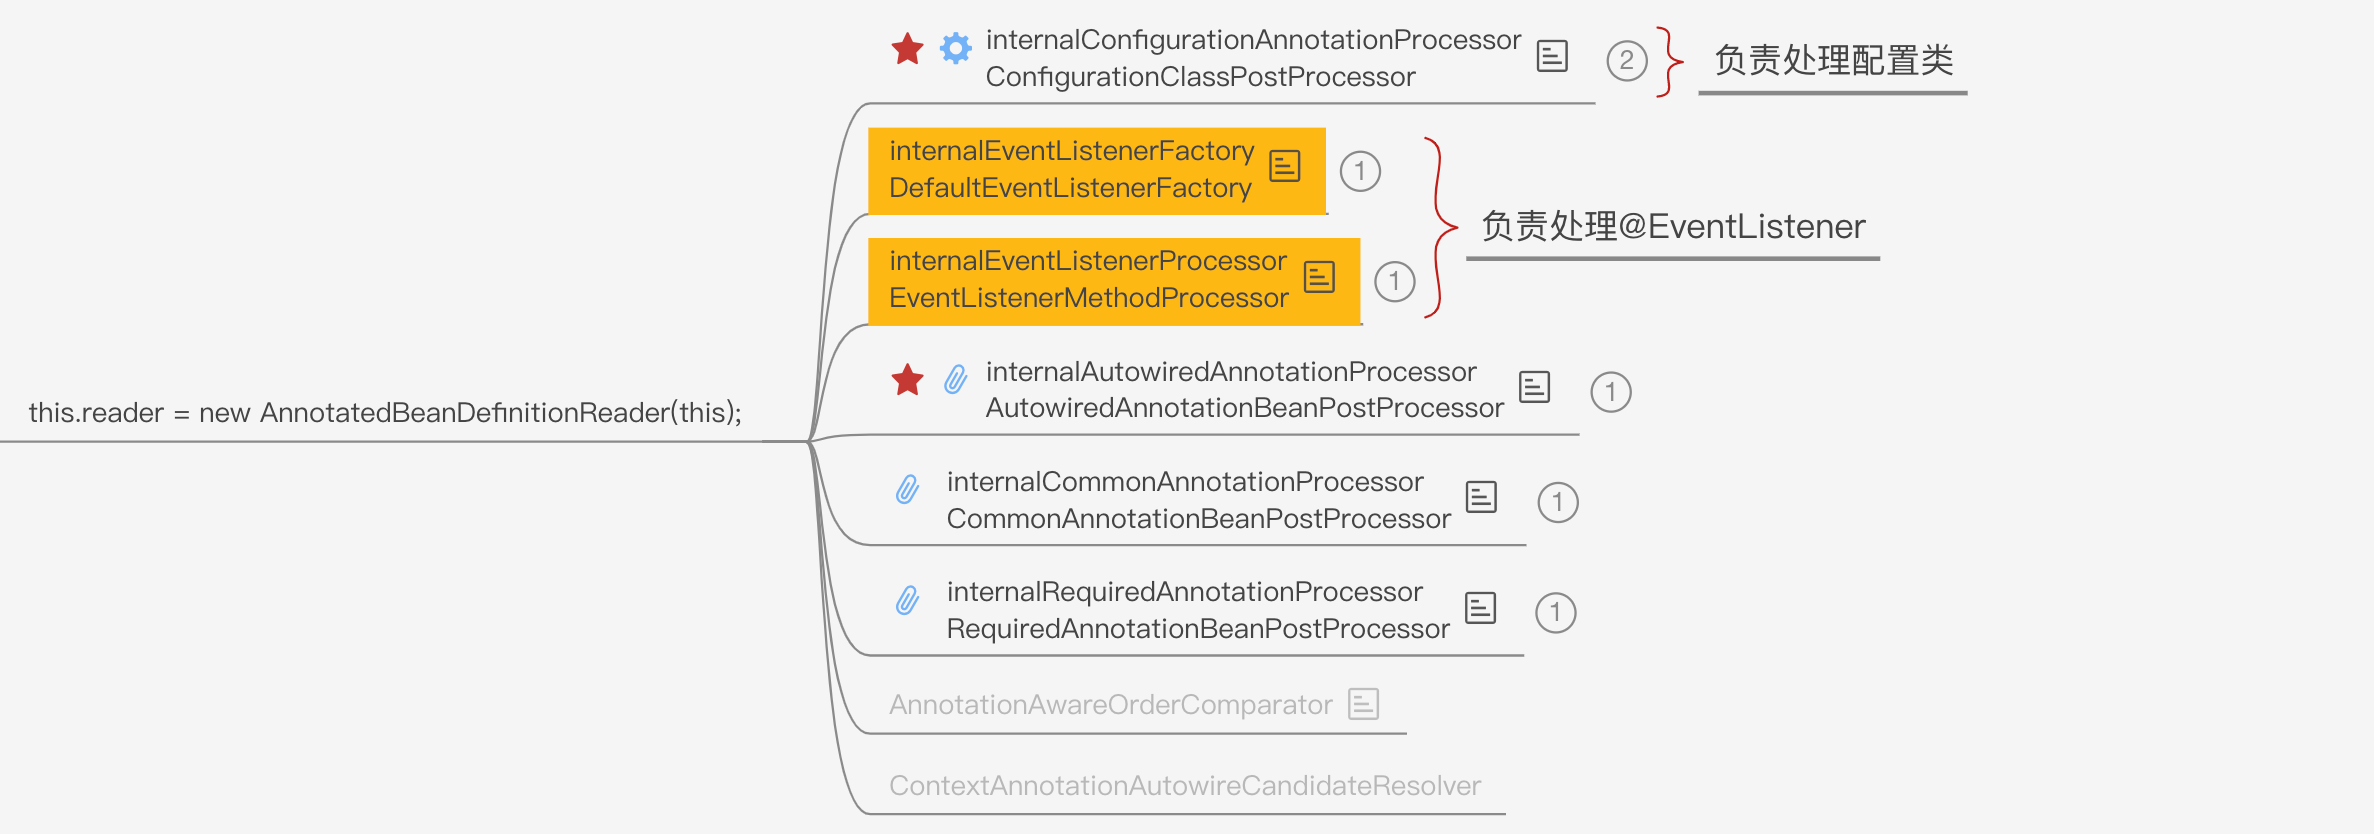 internalConfigurationAnnotationProcessor
ConfigurationClassPostProcessor
2
负责处理配置类
internalEventListenerFactory
DefaultEventListenerFactory
1
internalEventListenerProcessor
EventListenerMethodProcessor
1
负责处理@EventListener
this.reader = new AnnotatedBeanDefinitionReader(this);
internalAutowiredAnnotationProcessor
AutowiredAnnotationBeanPostProcessor
1
internalCommonAnnotationProcessor
CommonAnnotationBeanPostProcessor
1
internalRequiredAnnotationProcessor
RequiredAnnotationBeanPostProcessor
1
AnnotationAwareOrderComparator
ContextAnnotationAutowireCandidateResolver